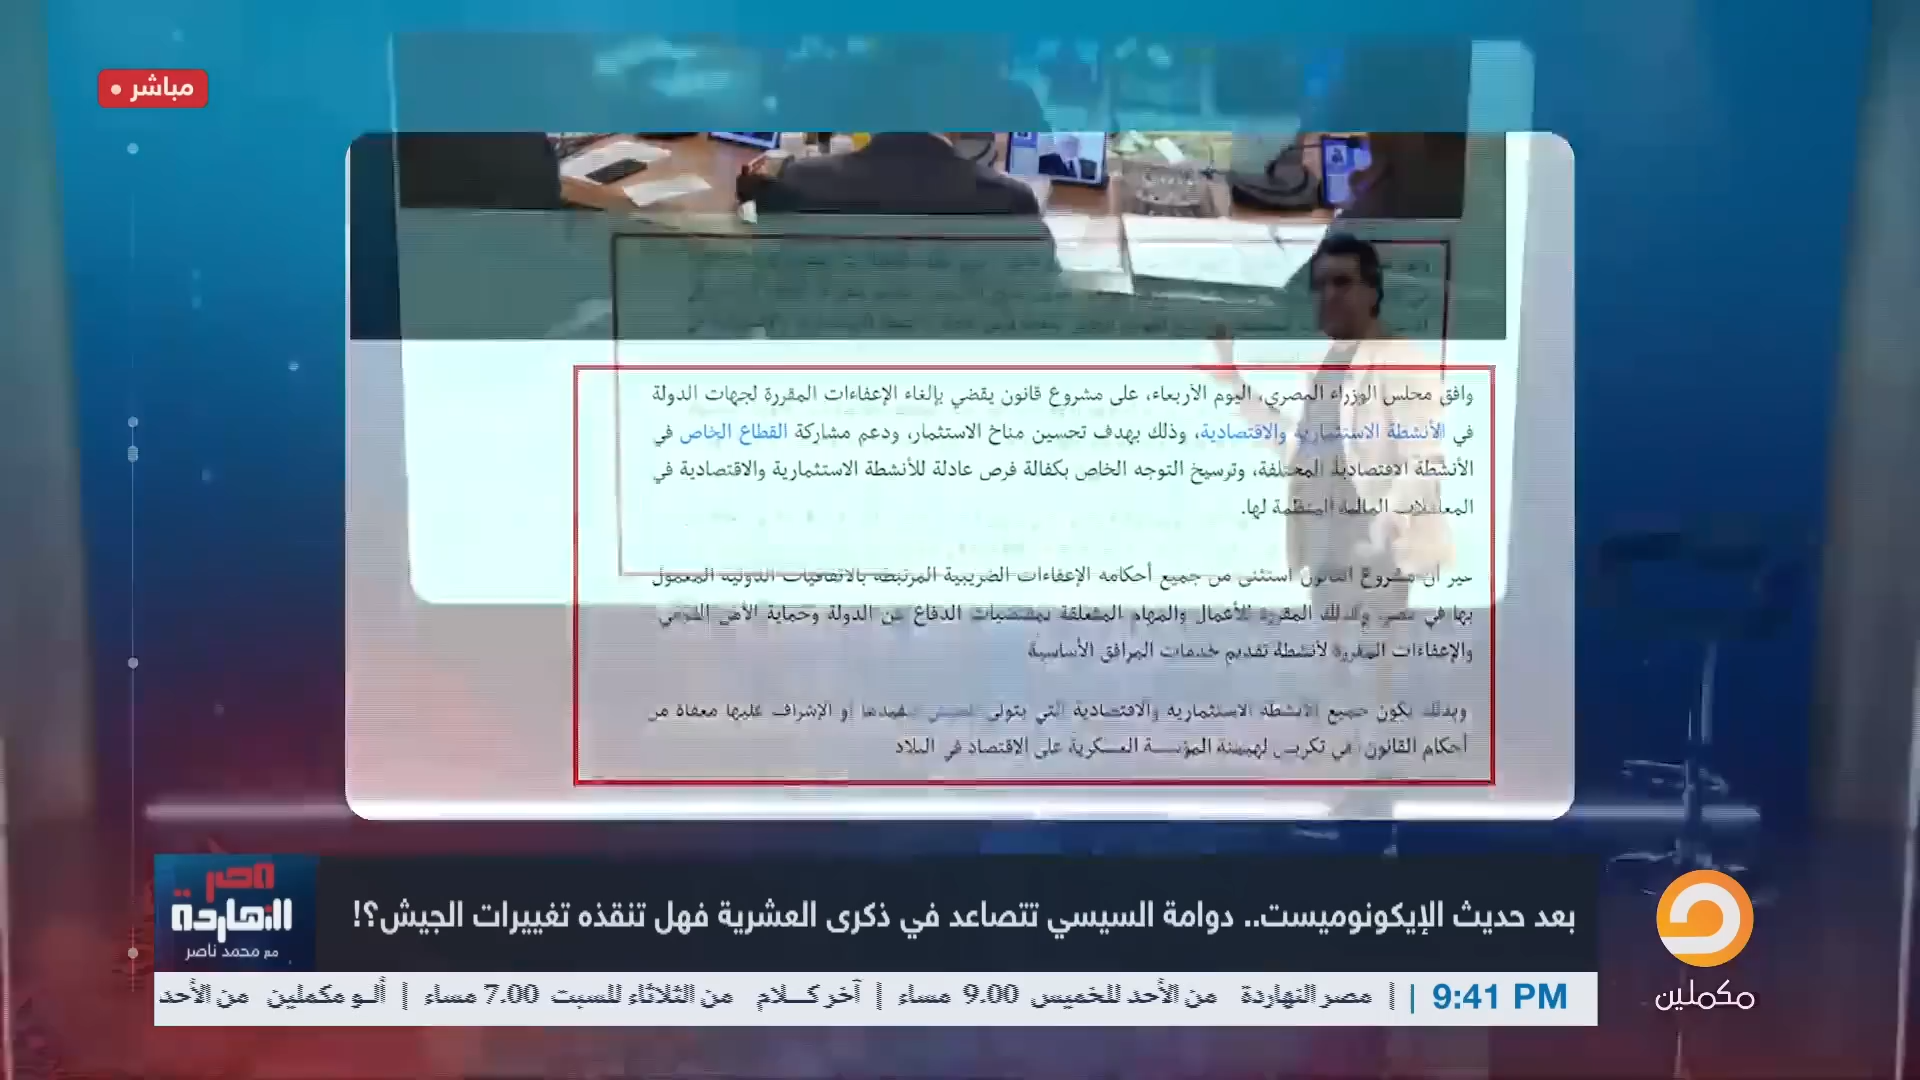 مباشر
وافق مجلس الوزراء المصري، اليوم الأربعاء، على مشروع قانون يقضي بإلغاء الإعفاءات المقررة لجهات الدولة
في الأنشطة الاستثمارية والاقتصادية، وذلك بهدف تحسين مناخ الاستثمار، ودعم مشاركة القطاع الخاص في
الأنشطة الاقتصادية المختلفة، وترسيخ التوجه الخاص بكفالة فرص عادلة للأنشطة الاستثمارية والاقتصادية في
المعاملات المالية المنظمة لها.
غير أن مشروع القانون استثنى من جميع أحكامه الإعفاءات الضريبية المرتبطة بالاتفاقيات الدولية المعمول
بها في مصر، وكذلك المقررة للأعمال والمهام المتعلقة بمقتضيات الدفاع عن الدولة وحماية الأمن القومي
والإعفاءات المقررة لأنشطة تقديم خدمات المرافق الأساسية
وبذلك تكون جميع الأنشطة الاستثمارية والاقتصادية التي يتولى الجيش تنفيذها أو الإشراف عليها معفاة من
أحكام القانون، في تكريس لهيمنة المؤسسة العسكرية على الاقتصاد في البلاد
مصر
النهاردة
مع محمد ناصر
بعد حديث الإيكونوميست.. دوامة السيسي تتصاعد في ذكرى العشرية فهل تنقذه تغييرات الجيش؟!
9:41 PM | مصر النهاردة من الأحد للخميس 9.00 مساء | آخر كـــلام من الثلاثاء للسبت 7.00 مساء | ألـو مكملين من الأحد
مكملين